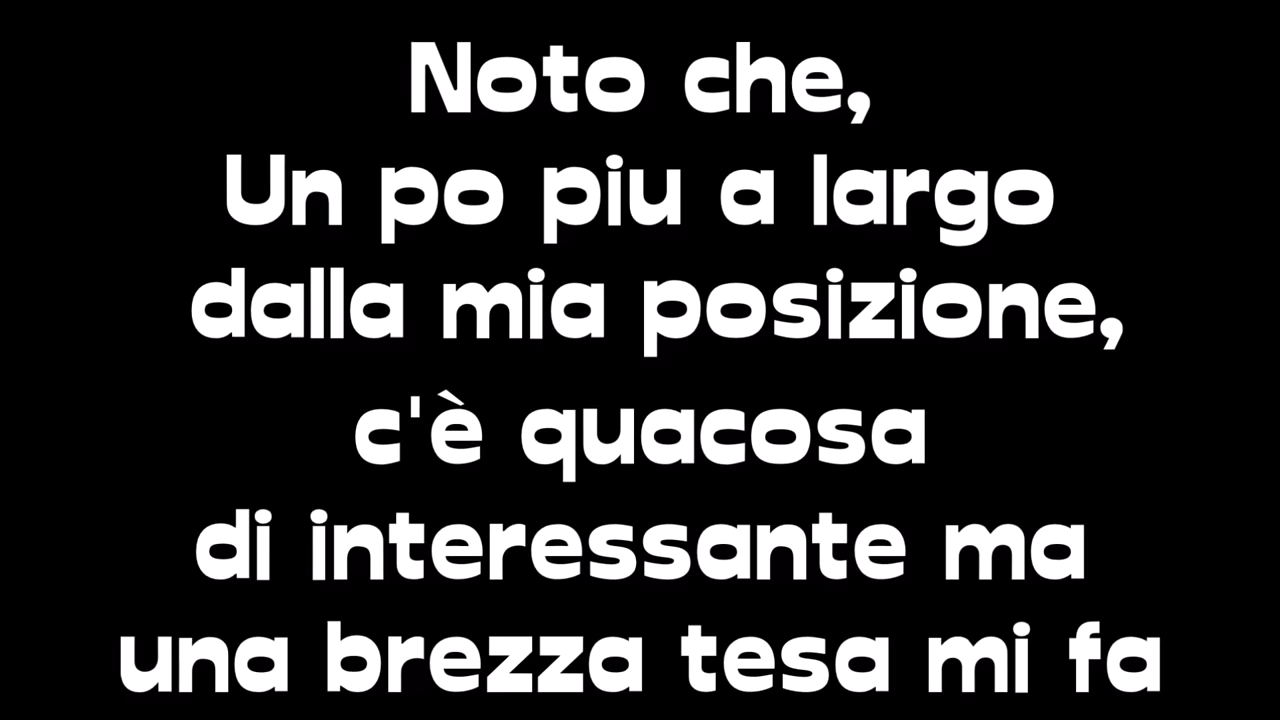 Noto che,
Un po piu a largo
dalla mia posizione,
c'è quacosa
di interessante ma
una brezza tesa mi fa